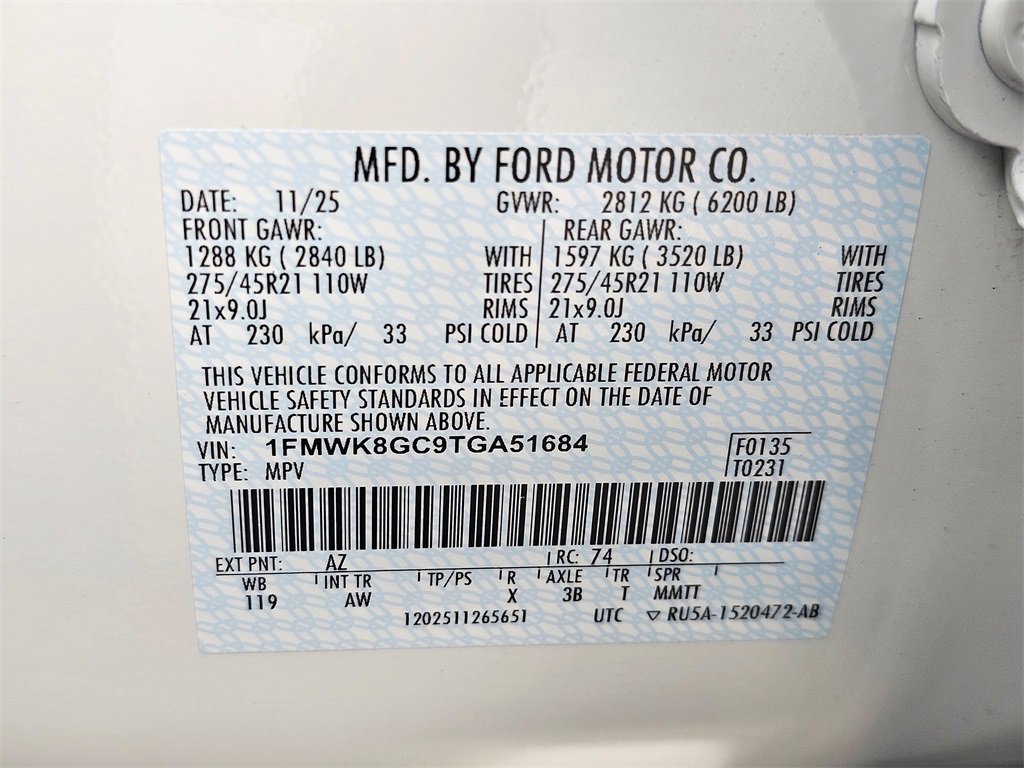 MFD. BY FORD MOTOR CO.
DATE: 11/25 GVWR: 2812 KG ( 6200 LB)
FRONT GAWR: REAR GAWR:
1288 KG ( 2840 LB) WITH 1597 KG ( 3520 LB) WITH
275/45R21 110W TIRES 275/45R21 110W TIRES
21x9.0J RIMS 21x9.0J RIMS
AT 230 kPa/ 33 PSI COLD AT 230 kPa/ 33 PSI COLD
THIS VEHICLE CONFORMS TO ALL APPLICABLE FEDERAL MOTOR
VEHICLE SAFETY STANDARDS IN EFFECT ON THE DATE OF
MANUFACTURE SHOWN ABOVE.
VIN: 1FMWK8GC9TGA51684 F0135
TYPE: MPV T0231
EXT PNT: AZ RC: 74 DSO:
WB INT TR TP/PS R AXLE TR SPR
119 AW X 3B T MMTT
1202511265651 UTC ▽ RU5A-1520472-AB